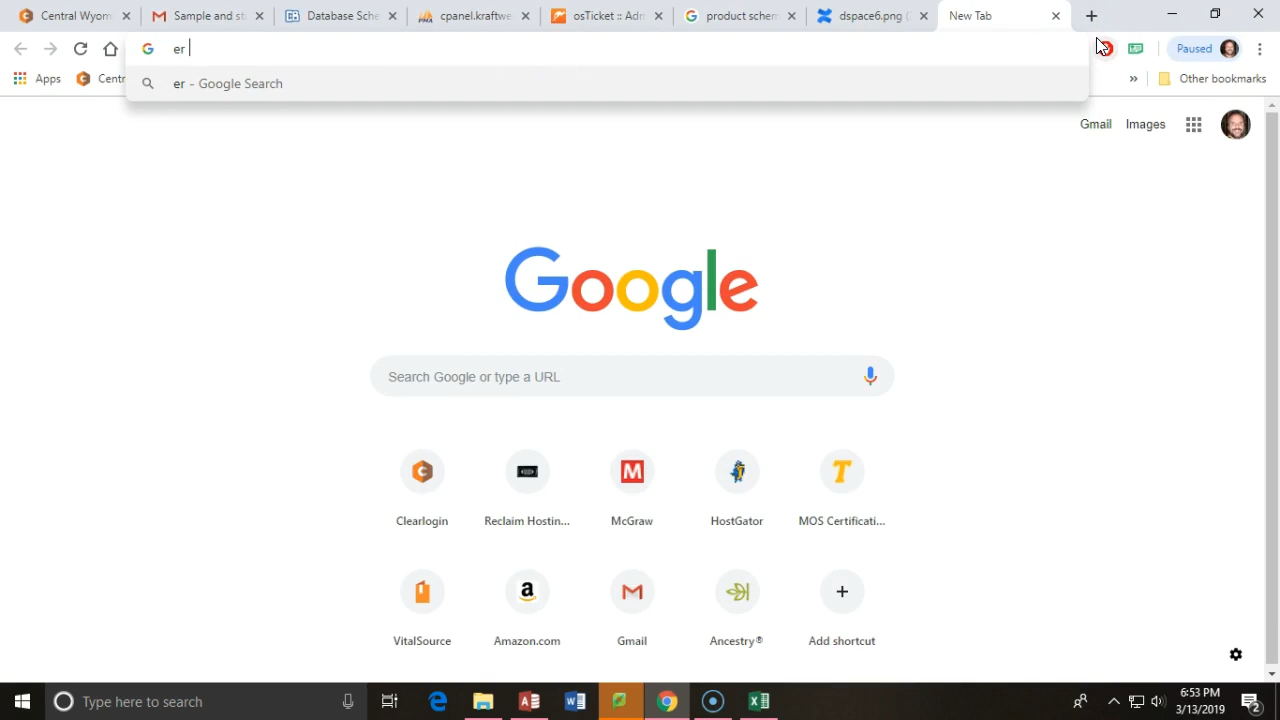 Central Wyom
Sample and st
Database Sche
cpanel.kraftwe
osTicket :: Adm
product schem
dspace6.png (
New Tab
er
Paused
Apps
Centr
»
Other bookmarks
er - Google Search
Gmail
Images
Google
Search Google or type a URL
Clearlogin
Reclaim Hostin...
McGraw
HostGator
MOS Certificati...
VitalSource
Amazon.com
Gmail
Ancestry®
Add shortcut
Type here to search
6:53 PM
3/13/2019
2